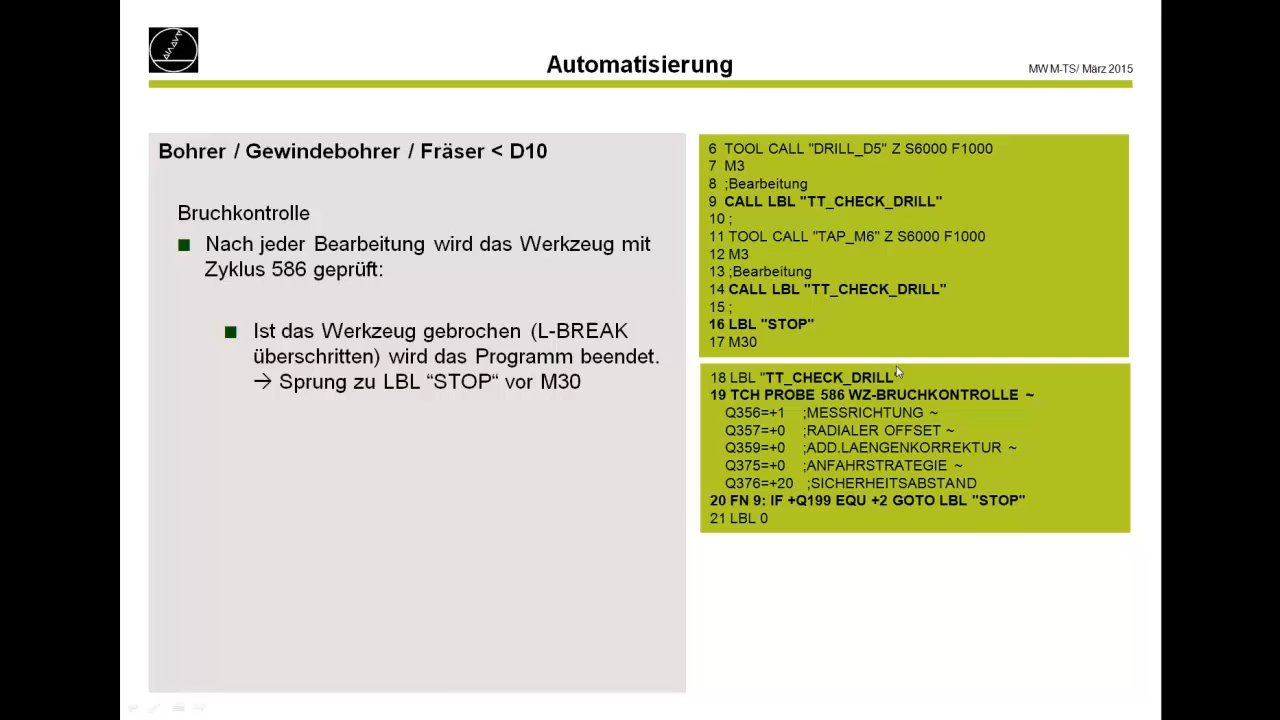 Automatisierung
MWM-TS/ März 2015
Bohrer / Gewindebohrer / Fräser < D10
Bruchkontrolle
Nach jeder Bearbeitung wird das Werkzeug mit
Zyklus 586 geprüft:
Ist das Werkzeug gebrochen (L-BREAK
überschritten) wird das Programm beendet.
→ Sprung zu LBL “STOP“ vor M30
6 TOOL CALL "DRILL_D5" Z S6000 F1000
7 M3
8 ;Bearbeitung
9 CALL LBL "TT_CHECK_DRILL"
10 ;
11 TOOL CALL "TAP_M6" Z S6000 F1000
12 M3
13 ;Bearbeitung
14 CALL LBL "TT_CHECK_DRILL"
15 ;
16 LBL "STOP"
17 M30
18 LBL "TT_CHECK_DRILL"
19 TCH PROBE 586 WZ-BRUCHKONTROLLE ~
Q356=+1 ;MESSRICHTUNG ~
Q357=+0 ;RADIALER OFFSET ~
Q359=+0 ;ADD.LAENGENKORREKTUR ~
Q375=+0 ;ANFAHRSTRATEGIE ~
Q376=+20 ;SICHERHEITSABSTAND
20 FN 9: IF +Q199 EQU +2 GOTO LBL "STOP"
21 LBL 0